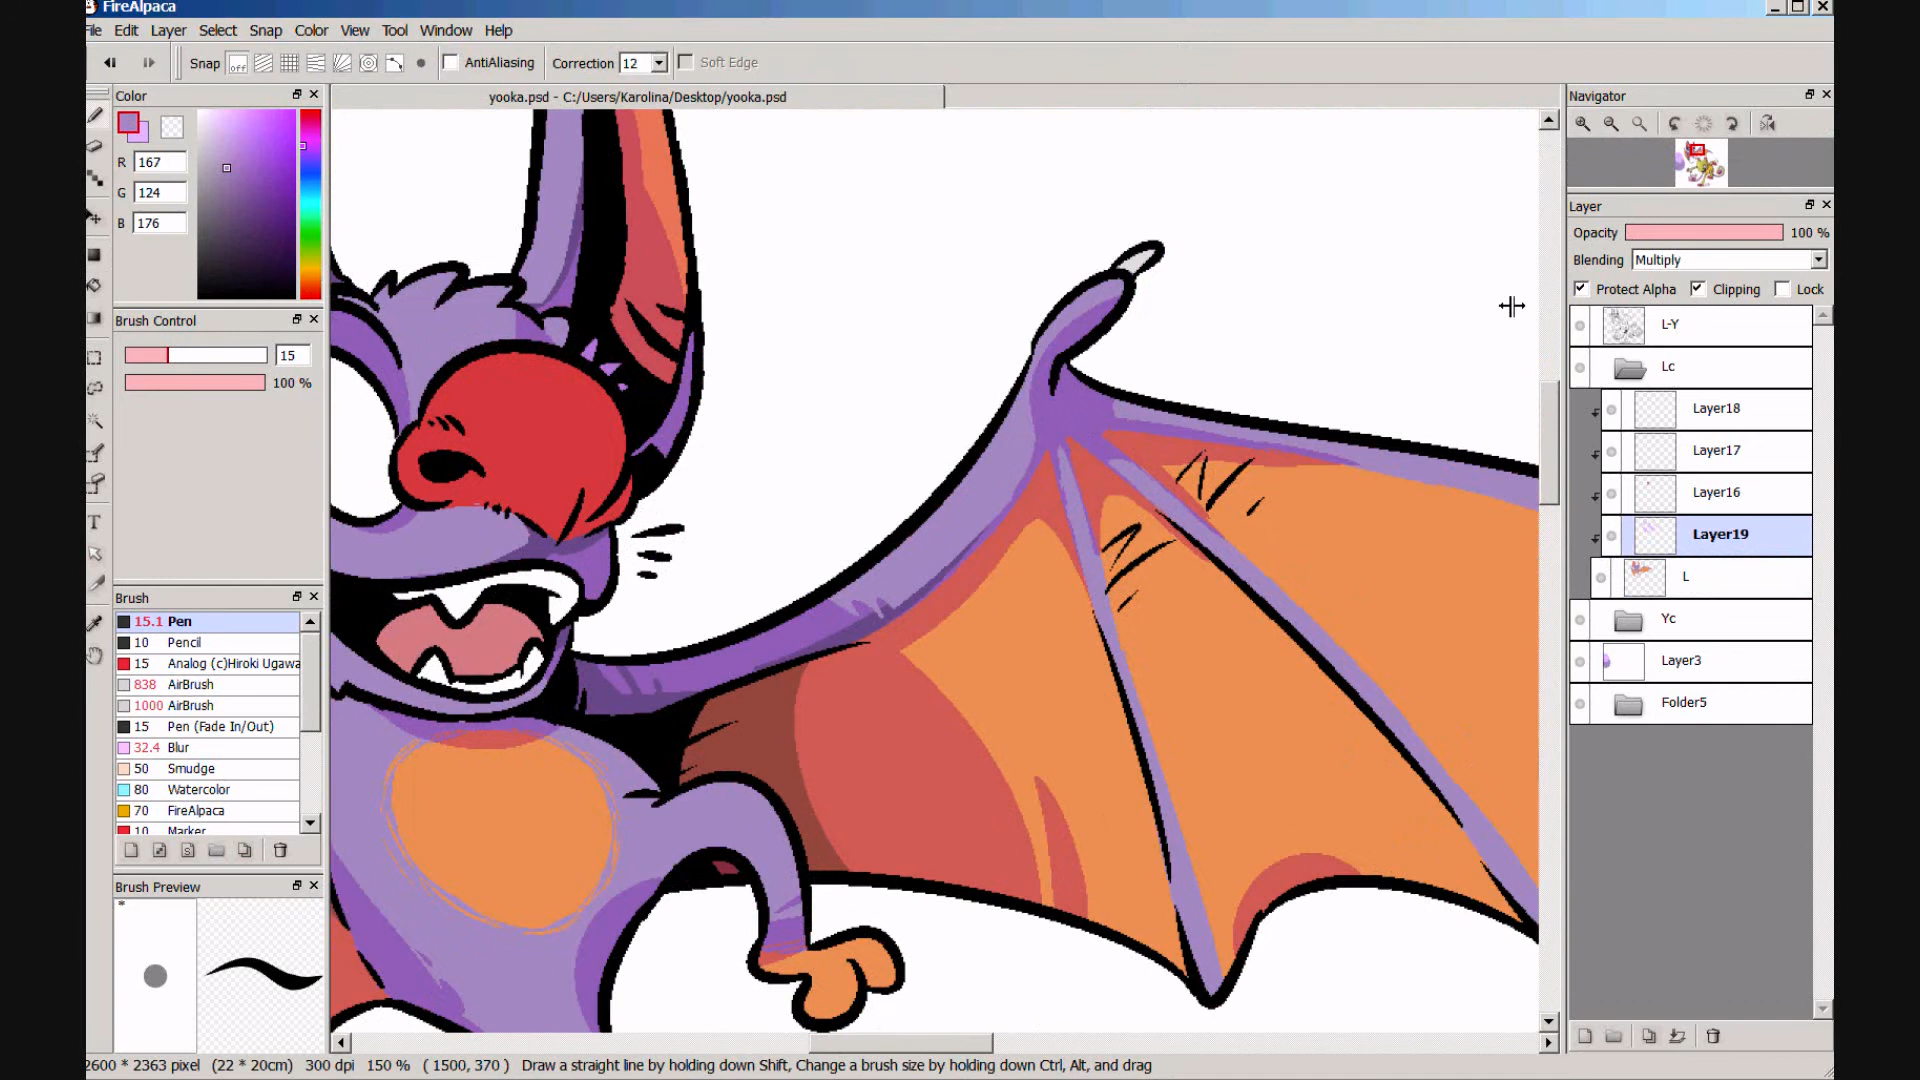 FireAlpaca
File Edit Layer Select Snap Color View Tool Window Help
Snap off AntiAliasing Correction 12 Soft Edge
Color
R 167
G 124
B 176
Brush Control
15
100 %
Brush
15.1 Pen
10 Pencil
15 Analog (c)Hiroki Ugawa
838 AirBrush
1000 AirBrush
15 Pen (Fade In/Out)
32.4 Blur
50 Smudge
80 Watercolor
70 FireAlpaca
10 Marker
Brush Preview
*
yooka.psd - C:/Users/Karolina/Desktop/yooka.psd
Navigator
Layer
Opacity 100 %
Blending Multiply
Protect Alpha Clipping Lock
L-Y
Lc
Layer18
Layer17
Layer16
Layer19
L
Yc
Layer3
Folder5
2600 * 2363 pixel (22 * 20cm) 300 dpi 150 % ( 1500, 370 ) Draw a straight line by holding down Shift, Change a brush size by holding down Ctrl, Alt, and drag